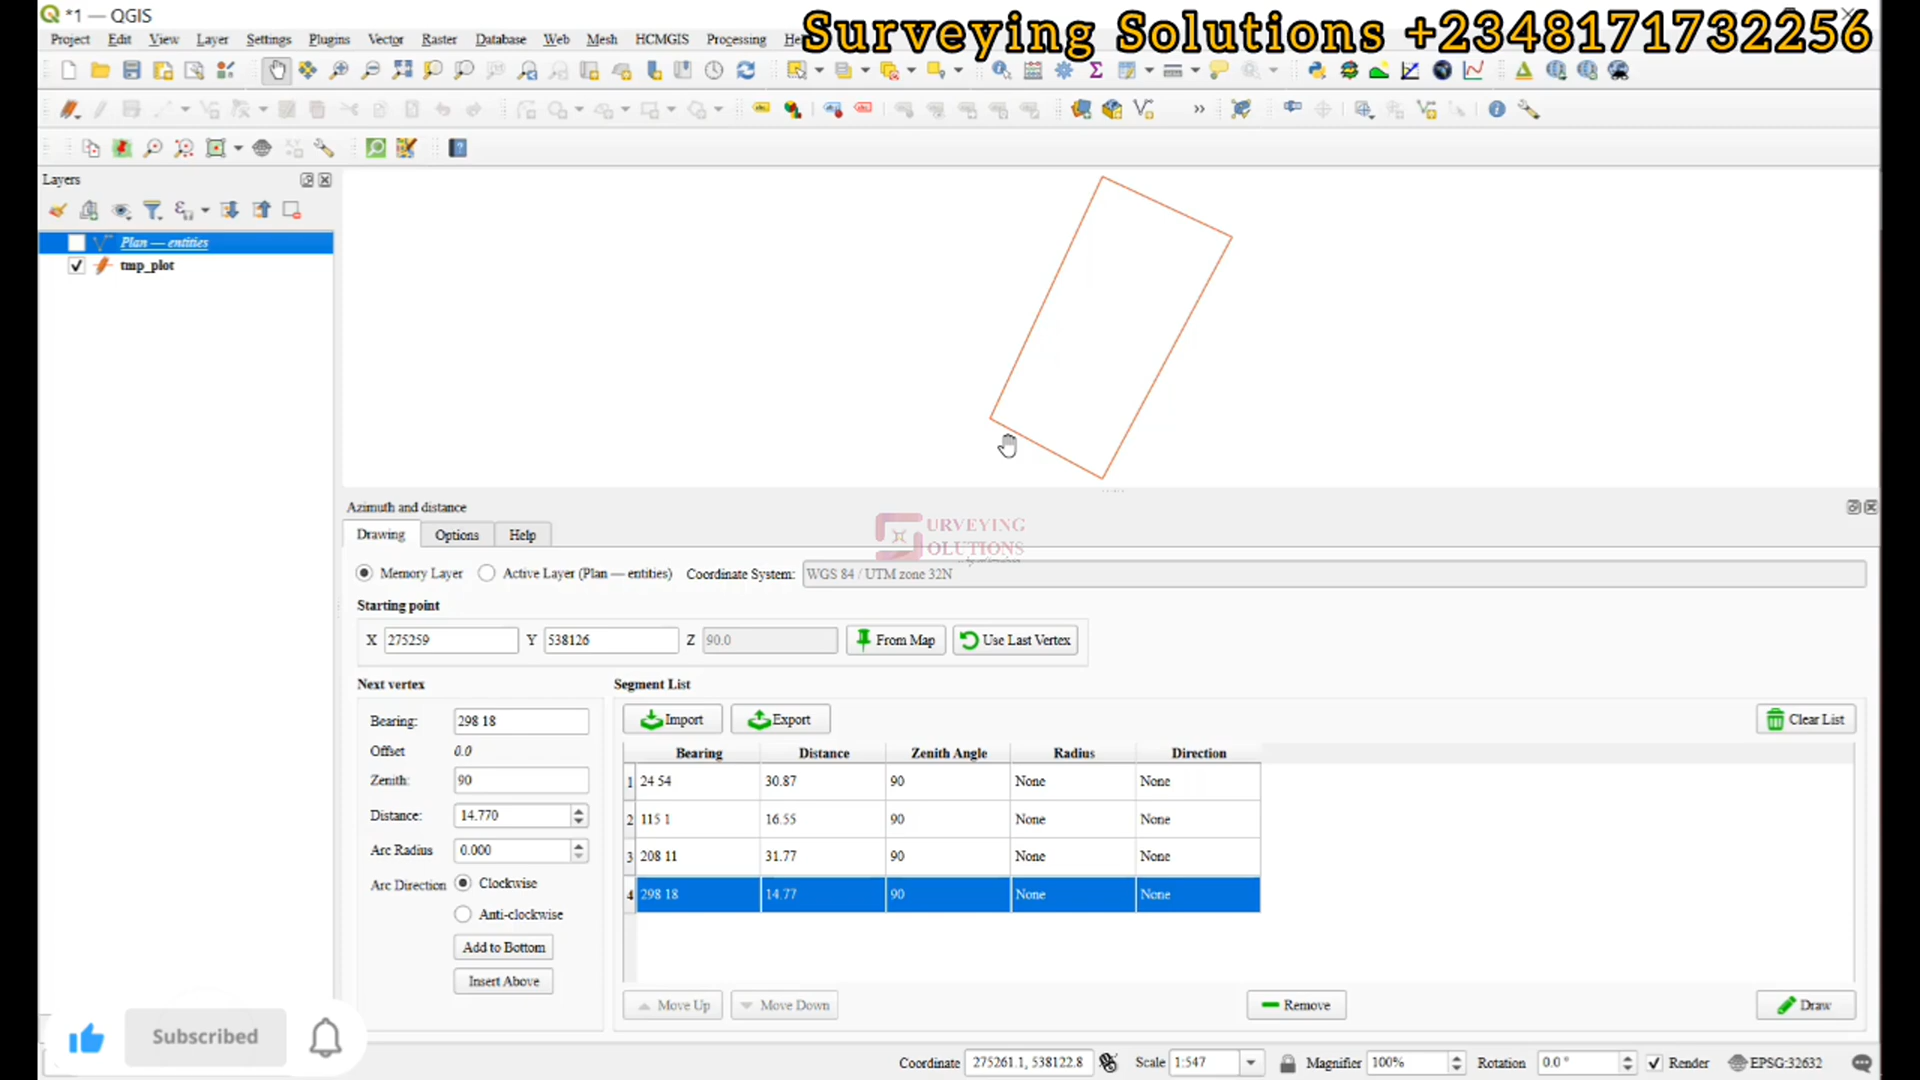 *1 — QGIS
Surveying Solutions +2348171732256
Project Edit View Layer Settings Plugins Vector Raster Database Web Mesh HCMGIS Processing He
Layers
Plan — entities
tmp_plot
Azimuth and distance
Drawing Options Help
SURVEYING
SOLUTIONS
Memory Layer Active Layer (Plan — entities) Coordinate System: WGS 84 / UTM zone 32N
Starting point
X 275259 Y 538126 Z 90.0 From Map Use Last Vertex
Next vertex Segment List
Bearing: 298 18 Import Export Clear List
Offset 0.0
Bearing Distance Zenith Angle Radius Direction
Zenith: 90
1 24 54 30.87 90 None None
Distance: 14.770
2 115 1 16.55 90 None None
Arc Radius 0.000
3 208 11 31.77 90 None None
Arc Direction Clockwise
4 298 18 14.77 90 None None
Anti-clockwise
Add to Bottom
Insert Above
Move Up Move Down Remove Draw
Subscribed
Coordinate 275261.1, 538122.8 Scale 1:547 Magnifier 100% Rotation 0.0 ° Render EPSG:32632